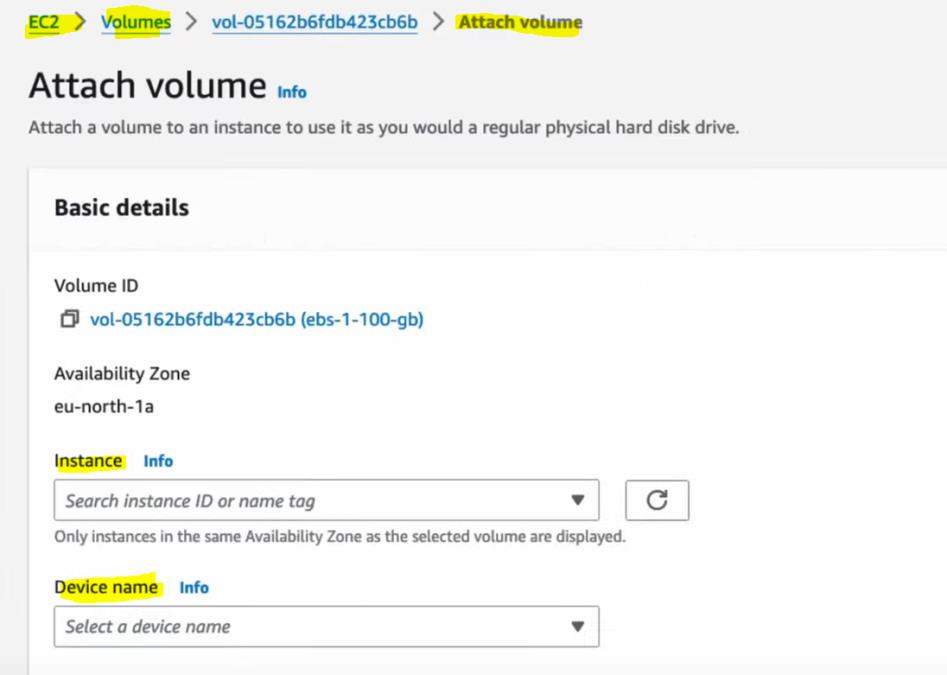 EC2 > Volumes > vol-05162b6fdb423cb6b > Attach volume
Attach volume Info
Attach a volume to an instance to use it as you would a regular physical hard disk drive.
Basic details
Volume ID
vol-05162b6fdb423cb6b (ebs-1-100-gb)
Availability Zone
eu-north-1a
Instance Info
Search instance ID or name tag
Only instances in the same Availability Zone as the selected volume are displayed.
Device name Info
Select a device name